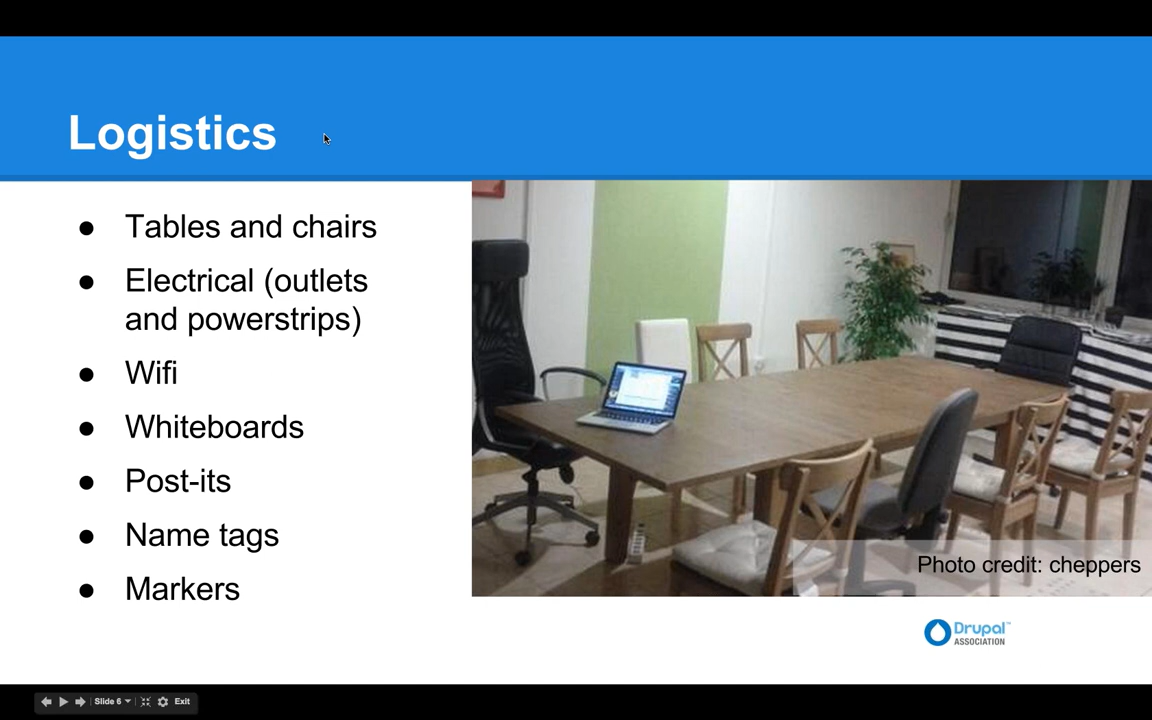 Logistics
● Tables and chairs
● Electrical (outlets
and powerstrips)
● Wifi
● Whiteboards
● Post-its
● Name tags
● Markers
Photo credit: cheppers
Drupal™
ASSOCIATION
Slide 6
Exit